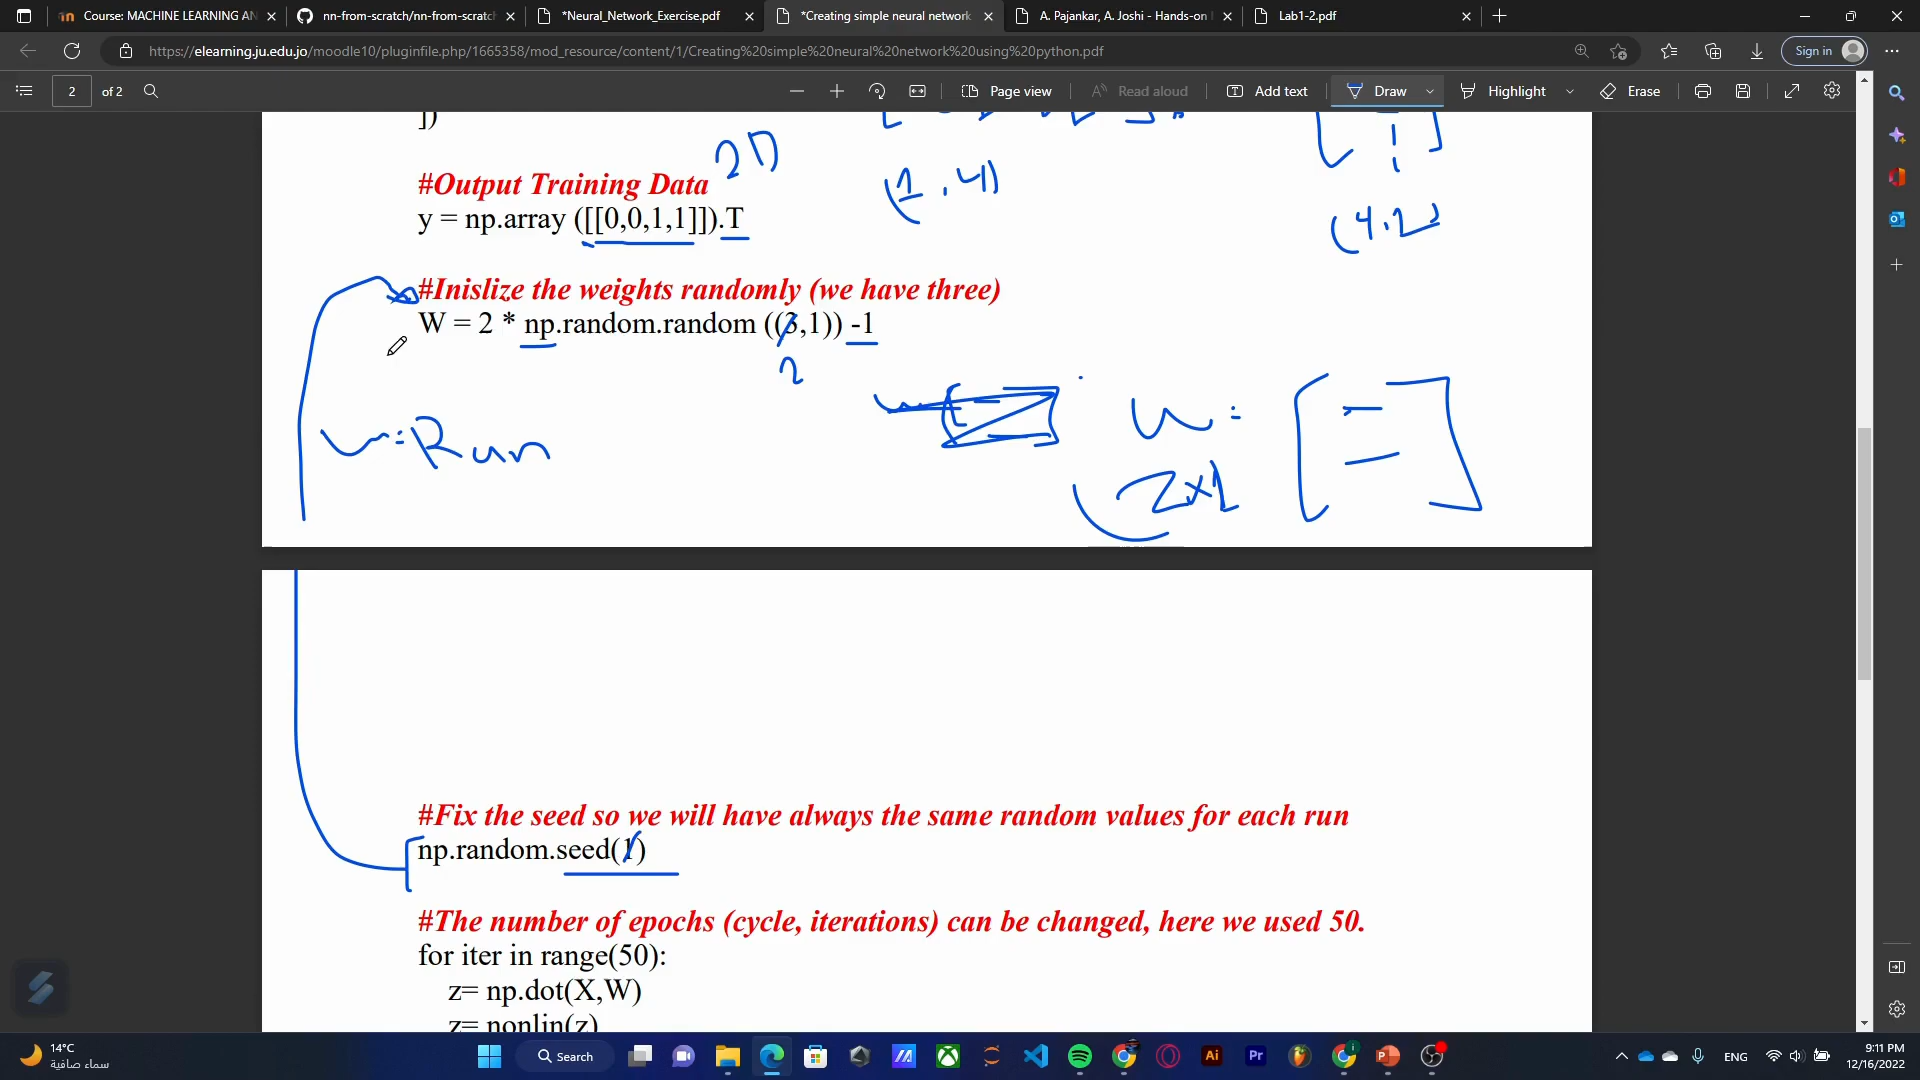 Course: MACHINE LEARNING AN
nn-from-scratch/nn-from-scratc
*Neural_Network_Exercise.pdf
*Creating simple neural network
A. Pajankar, A. Joshi - Hands-on
Lab1-2.pdf
https://elearning.ju.edu.jo/moodle10/pluginfile.php/1665358/mod_resource/content/1/Creating%20simple%20neural%20network%20using%20python.pdf
Sign in
2 of 2
Page view
Read aloud
Add text
Draw
Highlight
Erase
])
2D
#Output Training Data
(1,4)
y = np.array ([[0,0,1,1]]).T
(4,1)
#Inislize the weights randomly (we have three)
W = 2 * np.random.random ((3,1)) -1
2
w=
w=Run
2x1
#Fix the seed so we will have always the same random values for each run
np.random.seed(1)
#The number of epochs (cycle, iterations) can be changed, here we used 50.
for iter in range(50):
z= np.dot(X,W)
z= nonlin(z)
14°C
سماء صافية
Search
ENG
9:11 PM
12/16/2022